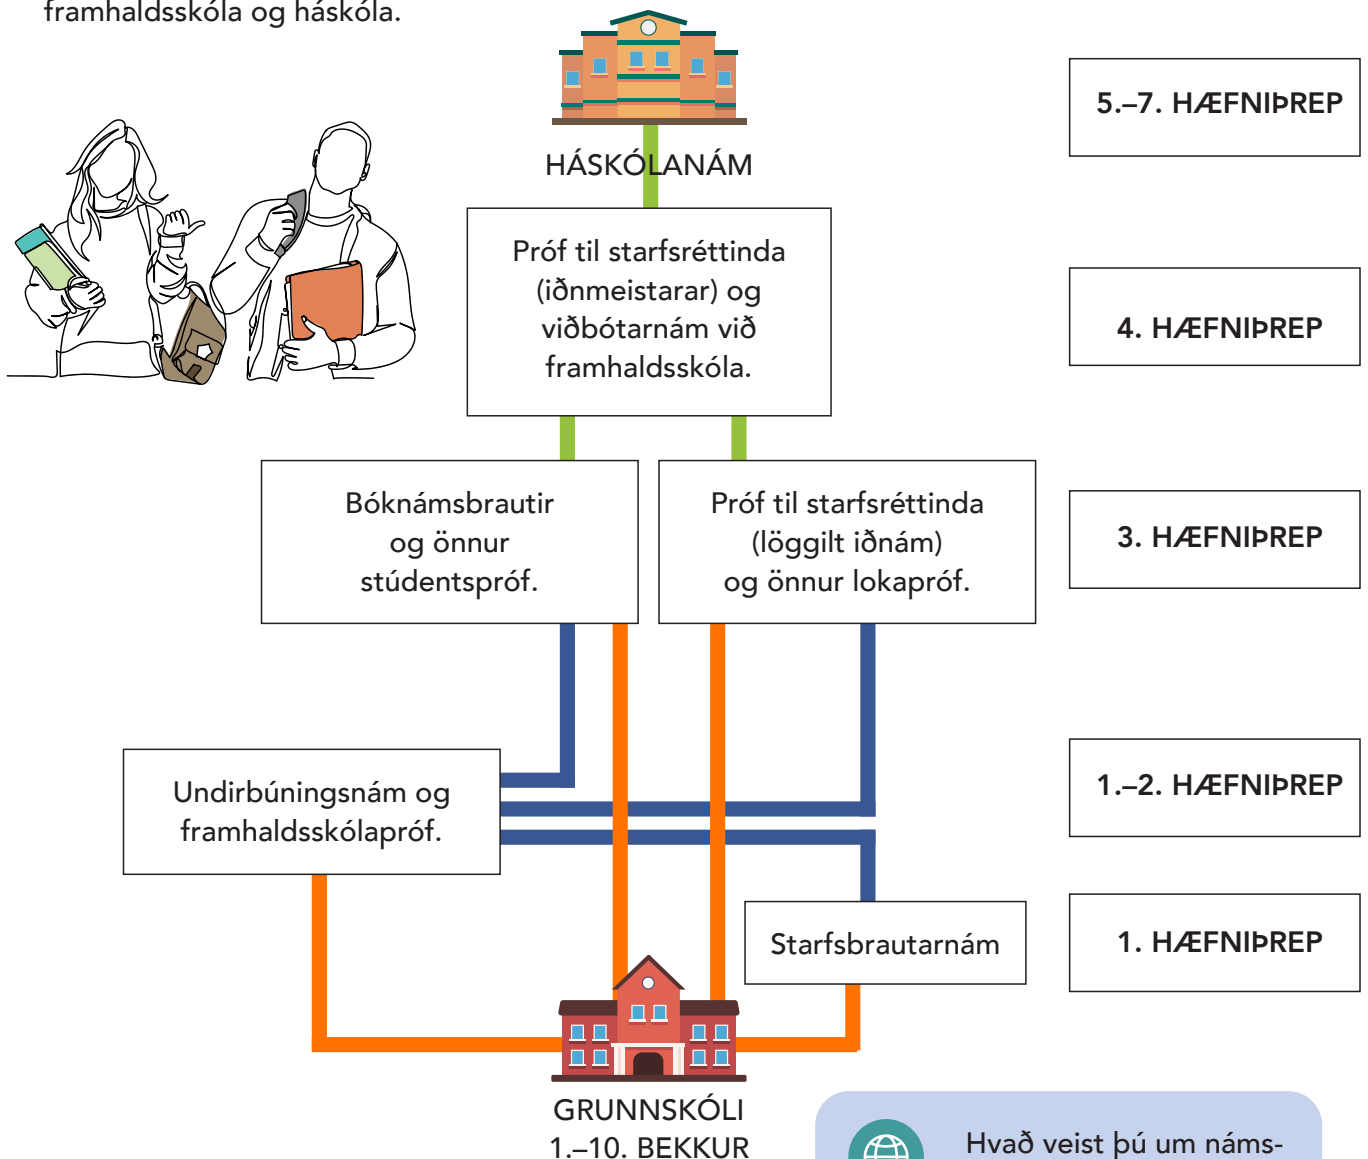 framhaldsskóla og háskóla.
HÁSKÓLANÁM
5.–7. HÆFNIÞREP
Próf til starfsréttinda
(iðnmeistarar) og
viðbótarnám við
framhaldsskóla.
4. HÆFNIÞREP
Bóknámsbrautir
og önnur
stúdentspróf.
Próf til starfsréttinda
(löggilt iðnám)
og önnur lokapróf.
3. HÆFNIÞREP
Undirbúningsnám og
framhaldsskólapróf.
1.–2. HÆFNIÞREP
Starfsbrautarnám
1. HÆFNIÞREP
GRUNNSKÓLI
1.–10. BEKKUR
Hvað veist þú um náms-